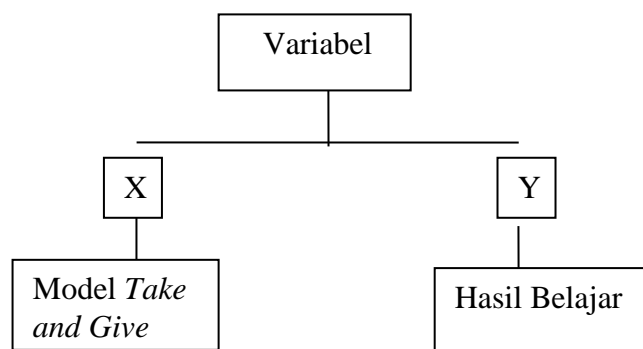 Variabel
X
Y
Model Take
and Give
Hasil Belajar